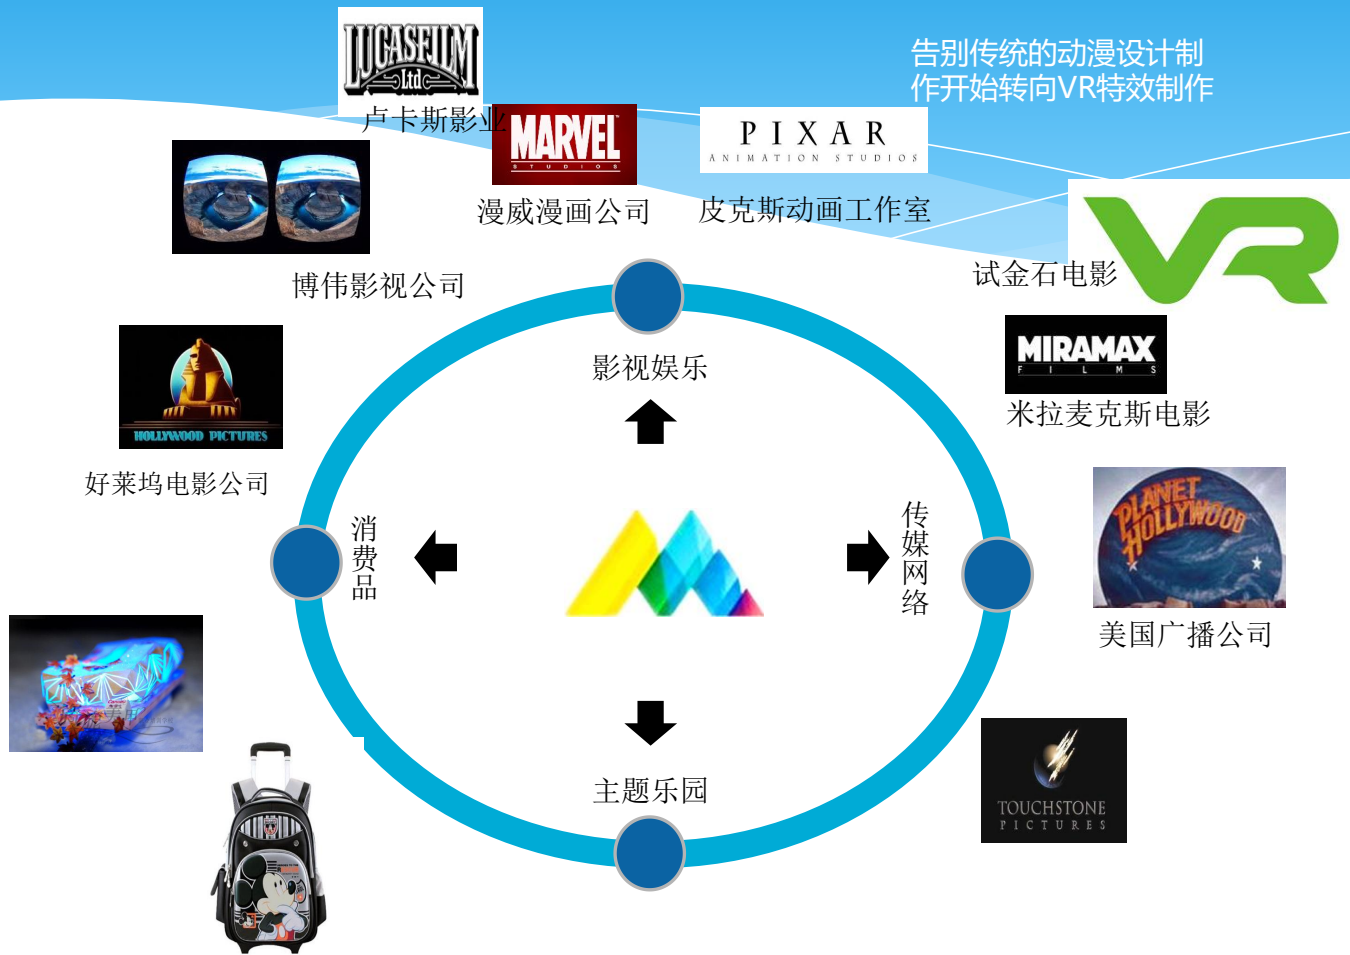 告别传统的动漫设计制
作开始转向VR特效制作
LUCASFILM
Ltd
卢卡斯影业
MARVEL
STUDIOS
漫威漫画公司
PIXAR
ANIMATION STUDIOS
皮克斯动画工作室
VR
试金石电影
博伟影视公司
MIRAMAX
FILMS
米拉麦克斯电影
HOLLYWOOD PICTURES
好莱坞电影公司
影视娱乐
消费品
传媒网络
PLANET
HOLLYWOOD
美国广播公司
主题乐园
TOUCHSTONE
PICTURES